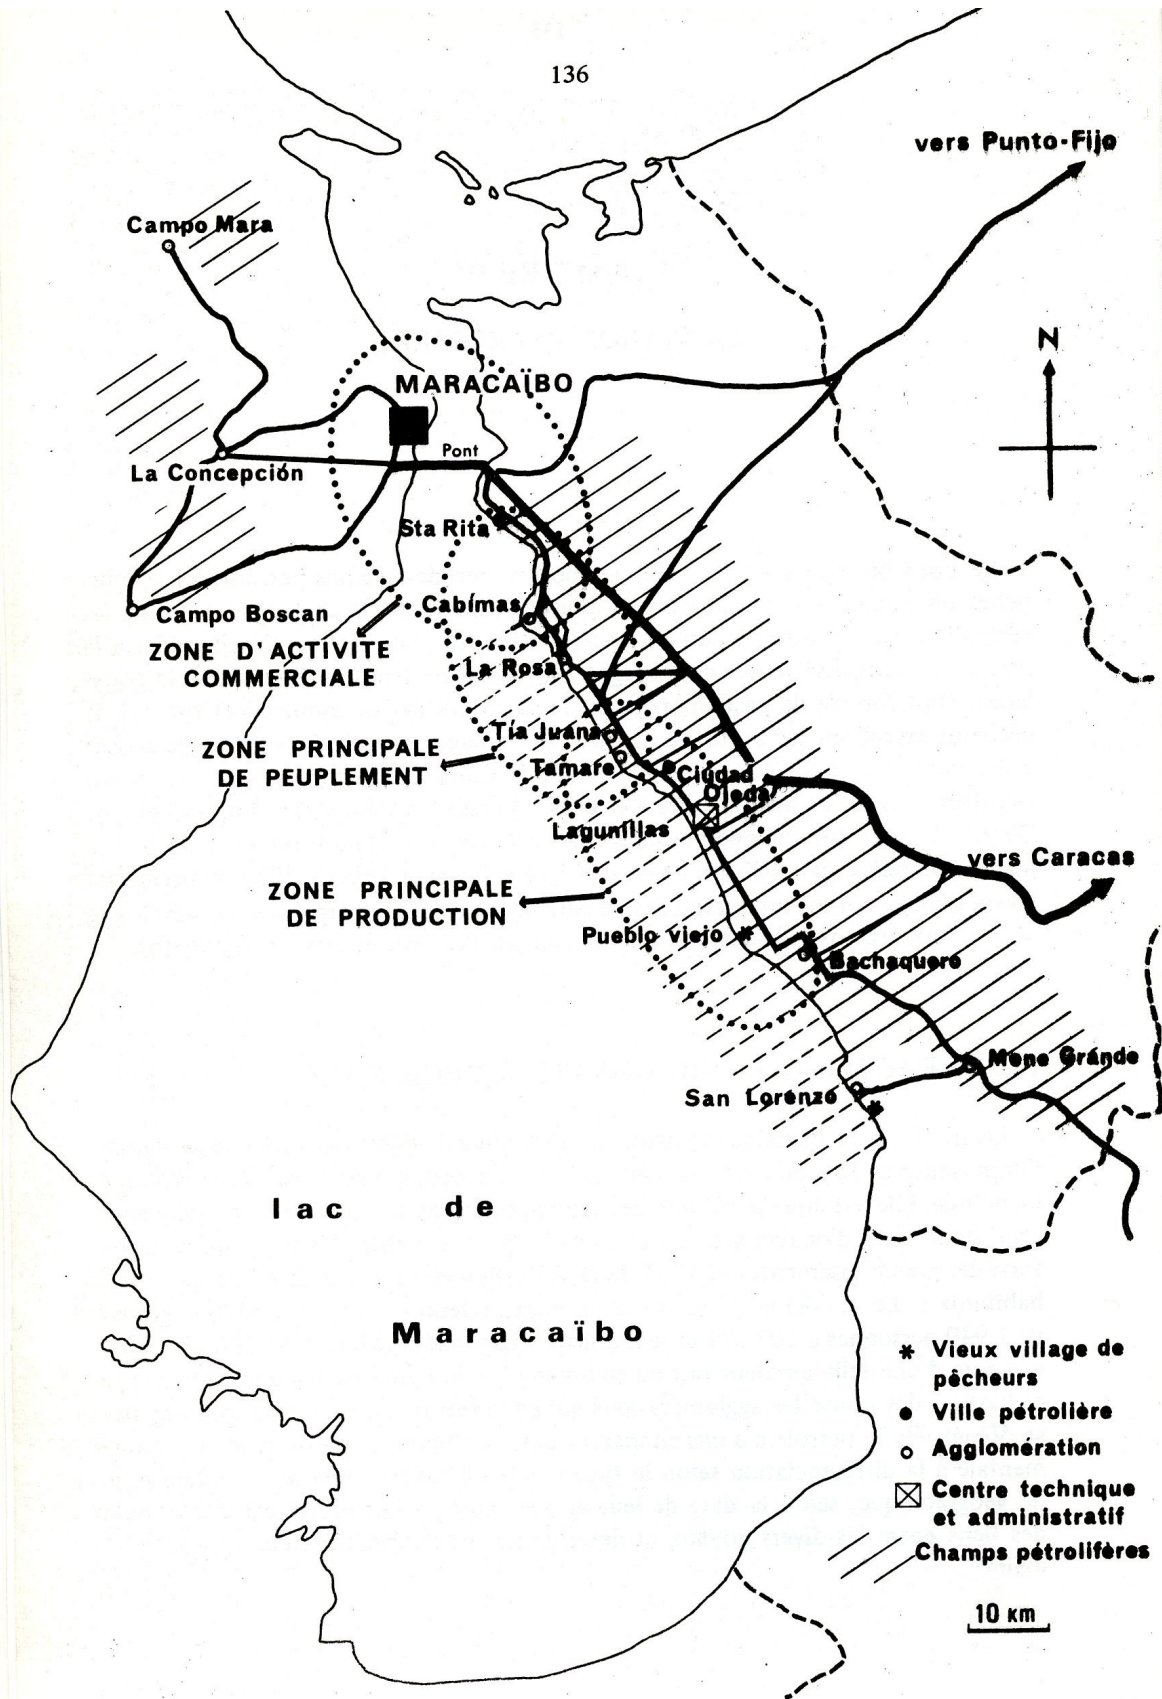 136
vers Punto-Fijo
Campo Mara
N
MARACAÏBO
Pont
La Concepción
Sta Rita
Cabímas
Campo Boscan
ZONE D'ACTIVITE
COMMERCIALE
La Rosa
Tía Juana
ZONE PRINCIPALE
DE PEUPLEMENT
Tamare
Ciudad
Ojeda
Lagunillas
vers Caracas
ZONE PRINCIPALE
DE PRODUCTION
Pueblo viejo
Bachaquero
Mene Grande
San Lorenzo
lac de
Maracaïbo
Vieux village de
pêcheurs
Ville pétrolière
Agglomération
Centre technique
et administratif
Champs pétrolifères
10 KM